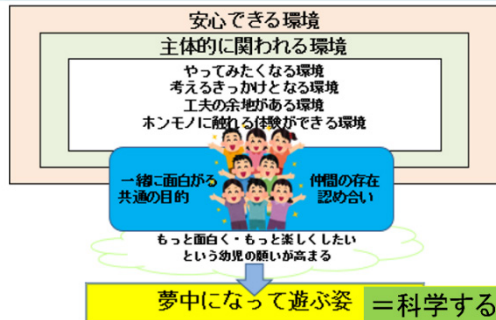 安心できる環境
主体的に関われる環境
やってみたくなる環境
考えるきっかけとなる環境
工夫の余地がある環境
ホンモノに触れる体験ができる環境
一緒に面白がる
共通の目的
仲間の存在
認め合い
もっと面白く・もっと楽しくしたい
という幼児の願いが高まる
夢中になって遊ぶ姿
＝科学する